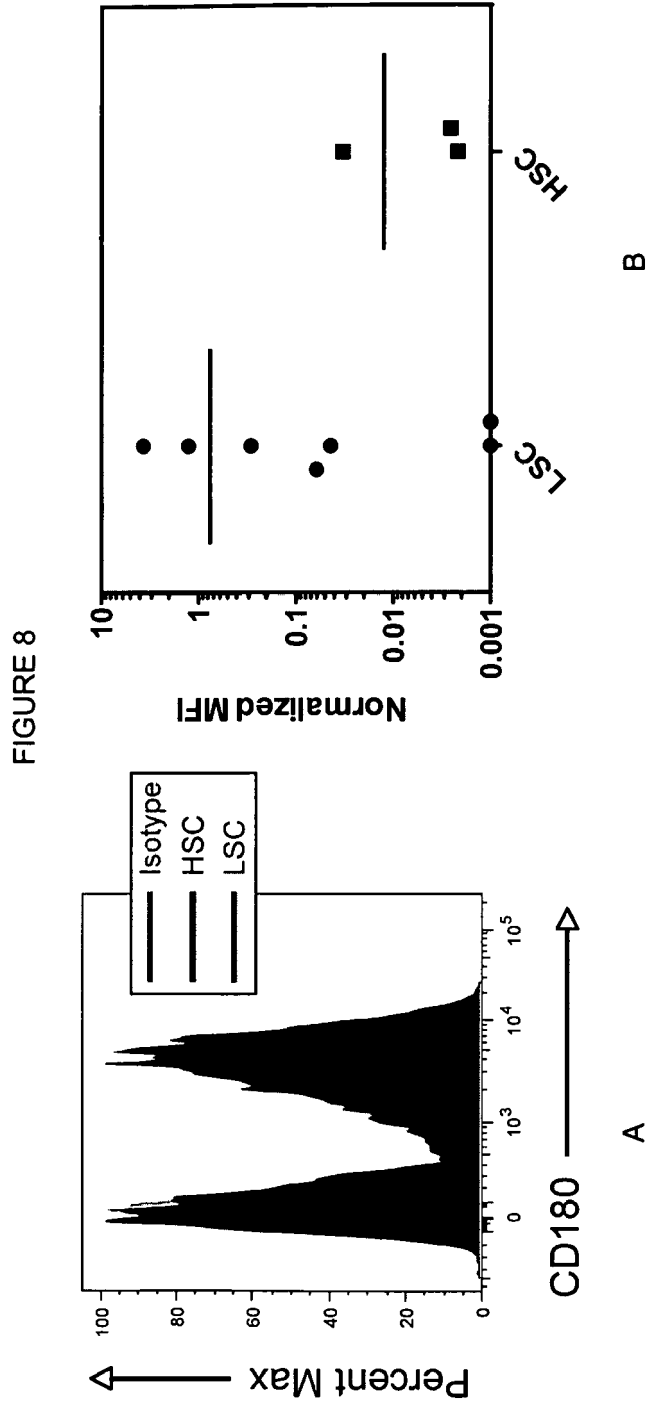 FIGURE 8
Percent Max
100
80
60
40
20
0
0
10³
10⁴
10⁵
CD180
Isotype
HSC
LSC
A
Normalized MFI
10
1
0.1
0.01
0.001
LSC
HSC
B